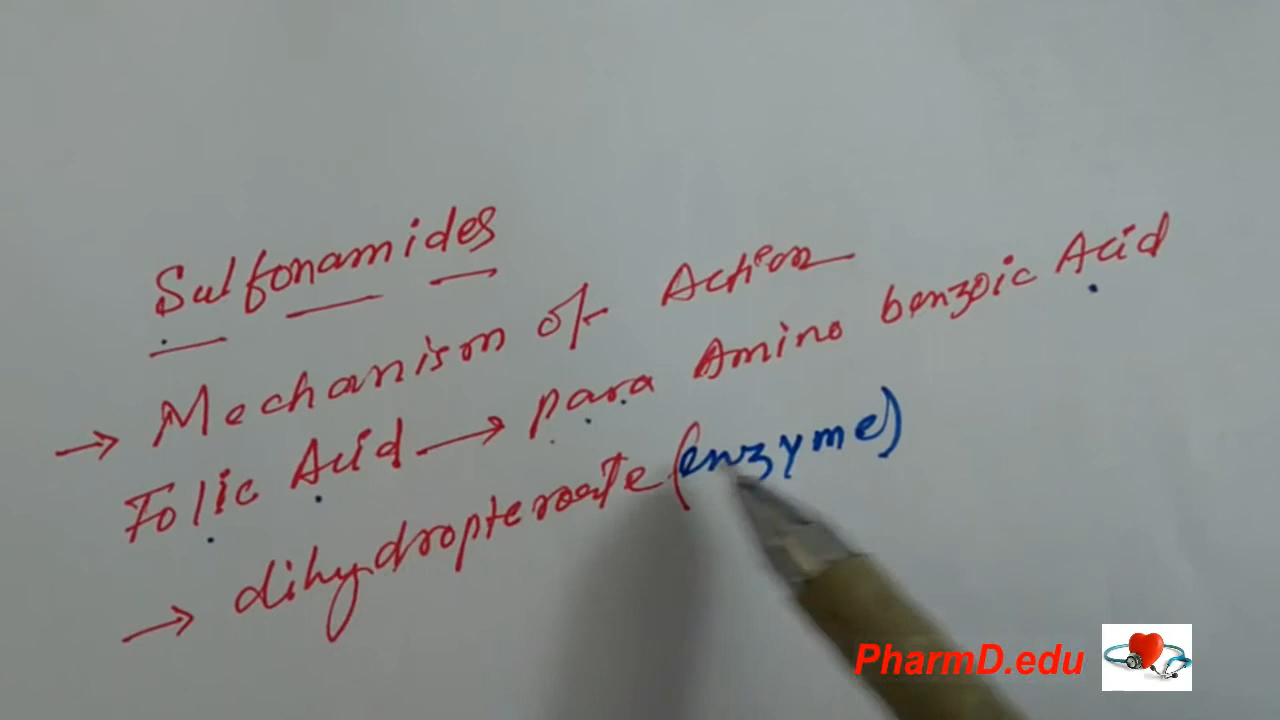 Sulfonamides
→ Mechanism of Action
Folic Acid → para Amino benzoic Acid
→ dihydropteroate (enzyme)
PharmD.edu